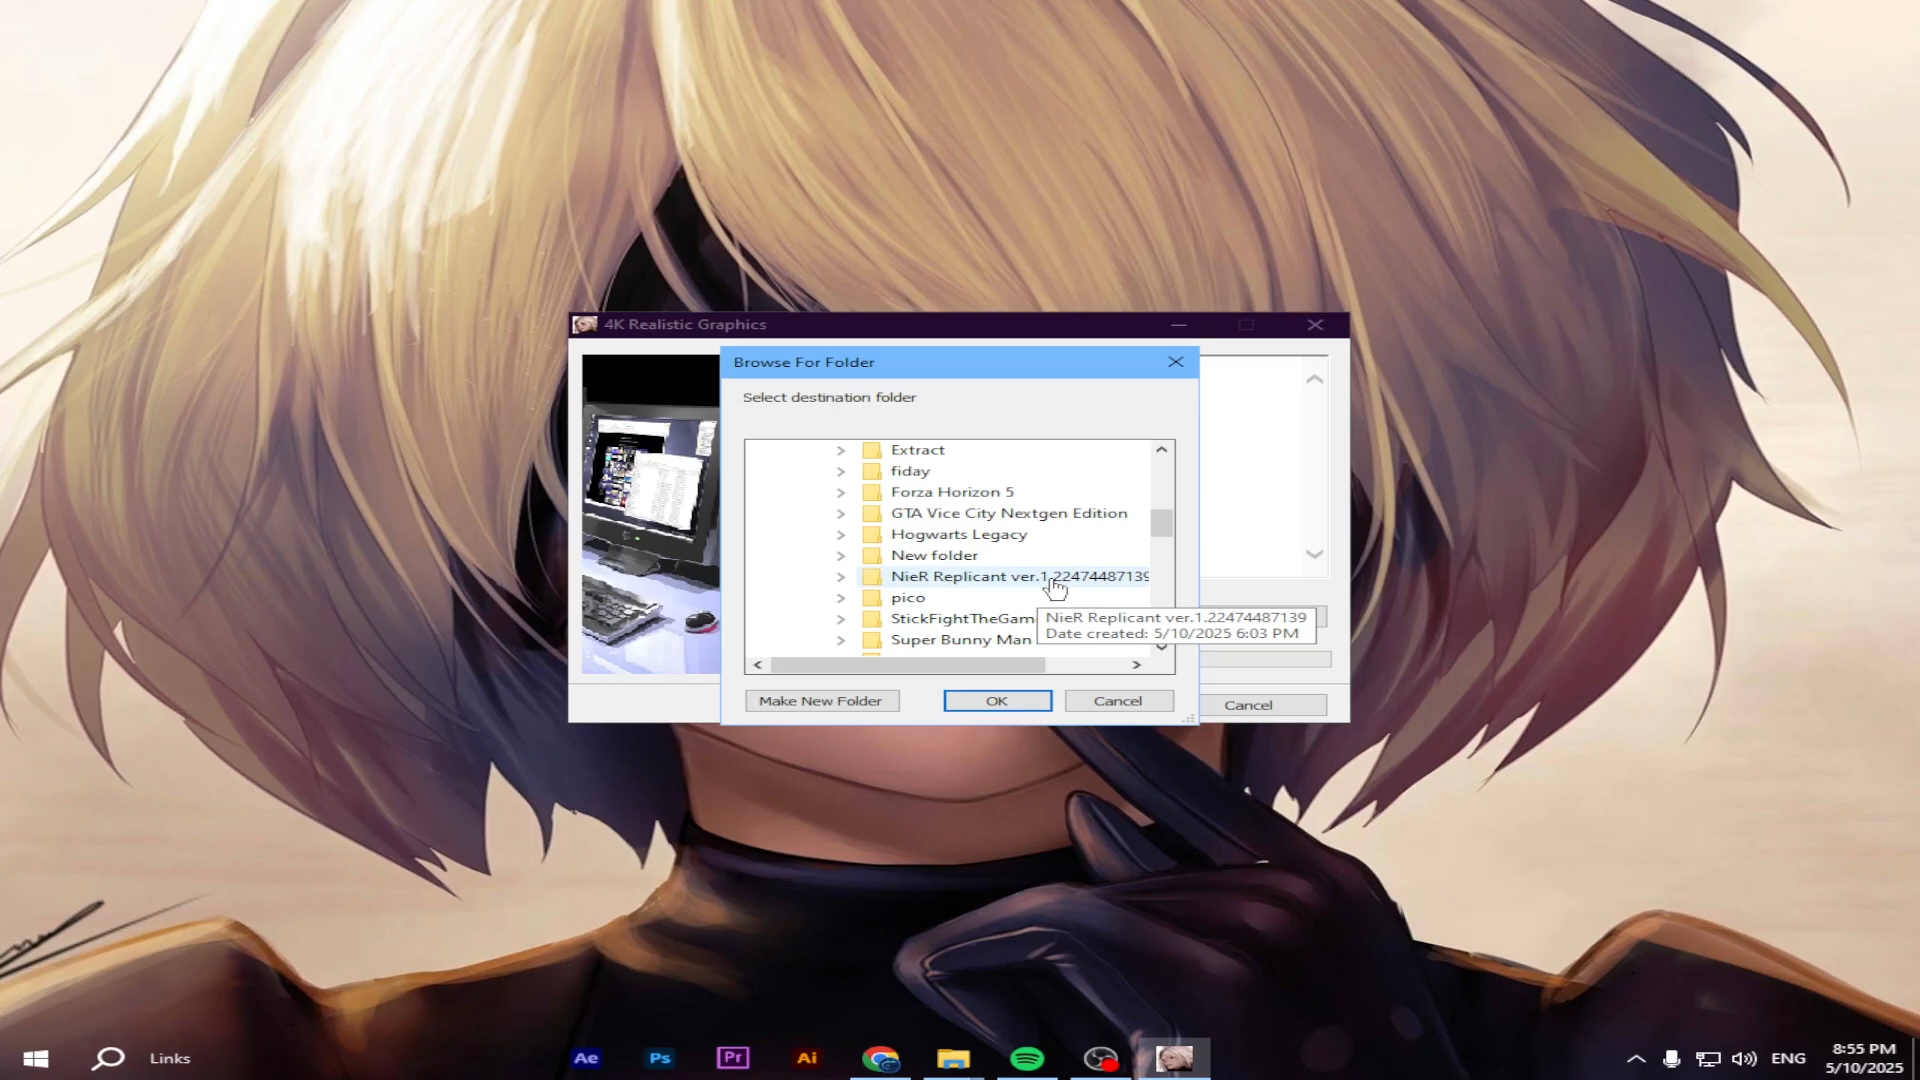 4K Realistic Graphics
Browse For Folder
Select destination folder
Extract
fiday
Forza Horizon 5
GTA Vice City Nextgen Edition
Hogwarts Legacy
New folder
NieR Replicant ver.1.22474487139
pico
StickFightTheGam
NieR Replicant ver.1.22474487139
Date created: 5/10/2025 6:03 PM
Super Bunny Man
Make New Folder
OK
Cancel
Cancel
Links
Ae
Ps
Pr
Ai
ENG
8:55 PM
5/10/2025